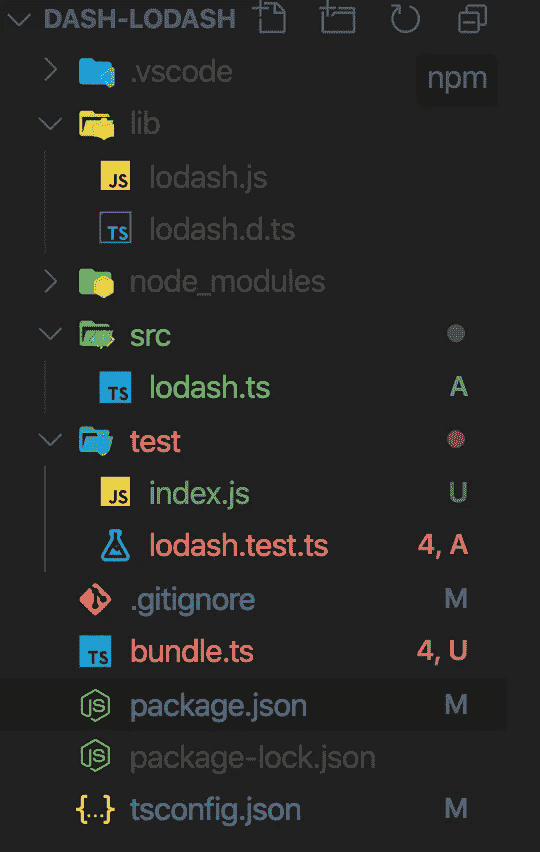 DASH-LODASH
.vscode
npm
lib
JS lodash.js
TS lodash.d.ts
node_modules
src
TS lodash.ts A
test
JS index.js U
lodash.test.ts 4, A
.gitignore M
TS bundle.ts 4, U
JS package.json M
JS package-lock.json
{...} tsconfig.json M